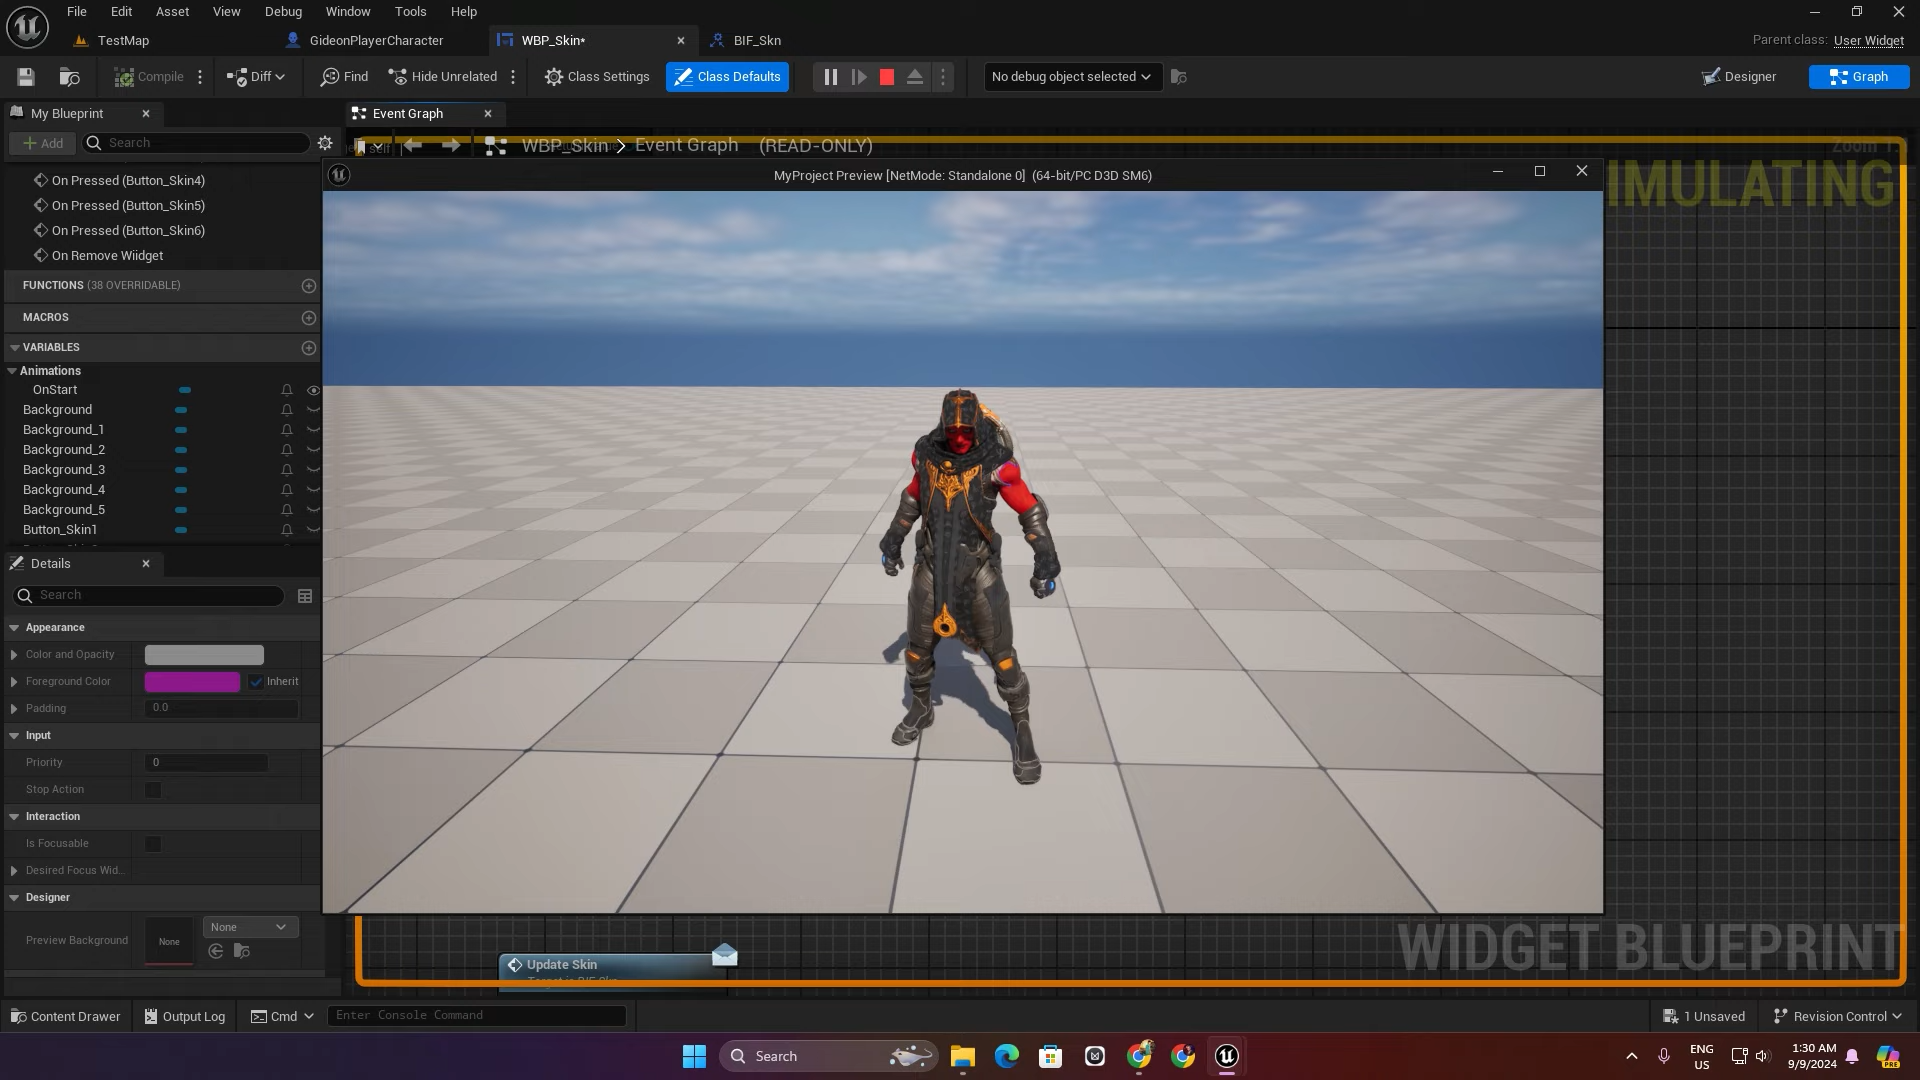 File Edit Asset View Debug Window Tools Help
TestMap GideonPlayerCharacter WBP_Skin* BIF_Skn Parent class: User Widget
Compile Diff Find Hide Unrelated Class Settings Class Defaults No debug object selected Designer Graph
My Blueprint Event Graph
Add Search WBP_Skin > Event Graph (READ-ONLY)
On Pressed (Button_Skin4)
On Pressed (Button_Skin5)
On Pressed (Button_Skin6)
On Remove Wiidget
MyProject Preview [NetMode: Standalone 0] (64-bit/PC D3D SM6)
IMULATING
FUNCTIONS (38 OVERRIDABLE)
MACROS
VARIABLES
Animations
OnStart
Background
Background_1
Background_2
Background_3
Background_4
Background_5
Button_Skin1
Details
Search
Appearance
Color and Opacity
Foreground Color Inherit
Padding 0.0
Input
Priority 0
Stop Action
Interaction
Is Focusable
Desired Focus Wid...
Designer
Preview Background None None
WIDGET BLUEPRINT
Update Skin
Content Drawer Output Log Cmd Enter Console Command 1 Unsaved Revision Control
Search ENG US 1:30 AM 9/9/2024 PRE